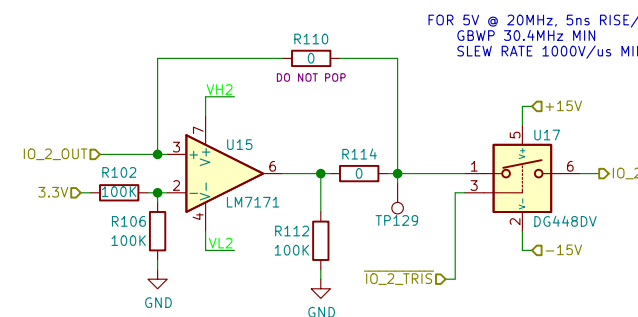 FOR 5V @ 20MHz, 5ns RISE/
GBWP 30.4MHz MIN
SLEW RATE 1000V/us MI
R110
0
DO NOT POP
VH2
+15V
7
U15
5
U17
IO_2_OUT
3
+
V+
R102
3.3V
100K
2
-
V-
6
LM7171
R114
0
1
V+
6
IO_2
3
4
R106
100K
VL2
R112
100K
TP129
2
V-
DG448DV
-15V
IO_2_TRIS
GND
GND